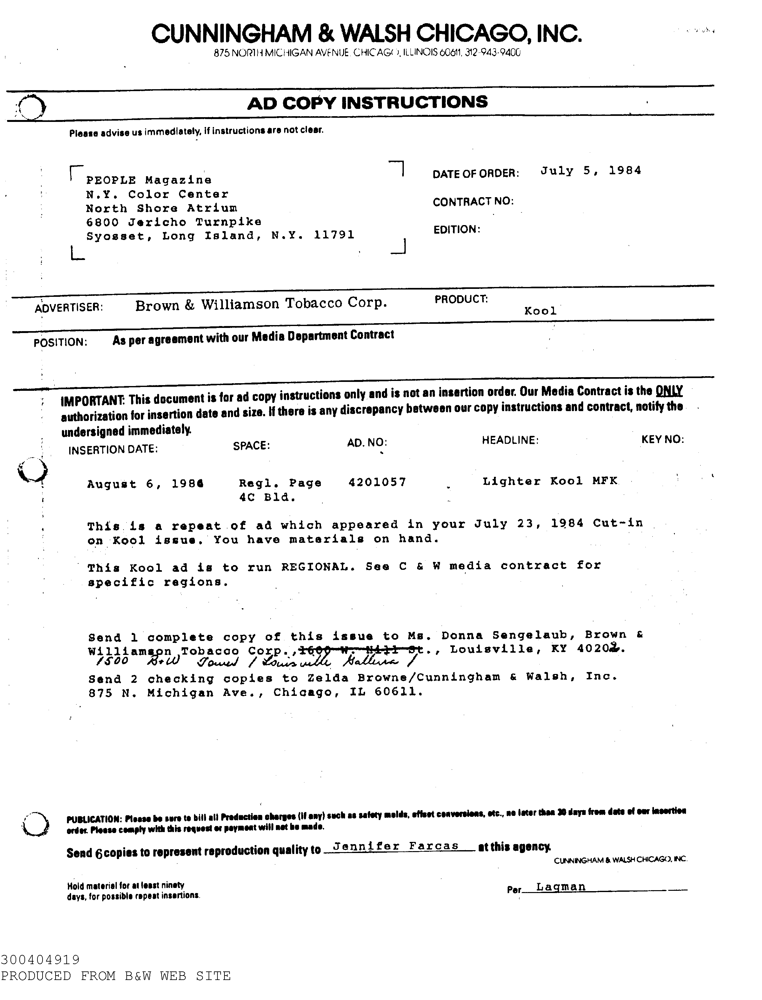 CUNNINGHAM & WALSH CHICAGO, INC.
875 NORTH MICHIGAN AVENUE, CHICAGO, ILLINOIS 60611, 312-943-9400
AD COPY INSTRUCTIONS
Please advise us immediately, if instructions are not clear.
PEOPLE Magazine
N.Y. Color Center
North Shore Atrium
6800 Jericho Turnpike
Syosset, Long Island, N.Y. 11791
DATE OF ORDER: July 5, 1984
CONTRACT NO:
EDITION:
ADVERTISER: Brown & Williamson Tobacco Corp.
PRODUCT: Kool
POSITION: As per agreement with our Media Department Contract
IMPORTANT: This document is for ad copy instructions only and is not an insertion order. Our Media Contract is the ONLY
authorization for insertion date and size. If there is any discrepancy between our copy instructions and contract, notify the
undersigned immediately.
INSERTION DATE: SPACE: AD. NO: HEADLINE: KEY NO:
August 6, 1984 Regl. Page 4201057 Lighter Kool MFK
4C Bld.
This is a repeat of ad which appeared in your July 23, 1984 Cut-in
on Kool issue. You have materials on hand.
This Kool ad is to run REGIONAL. See C & W media contract for
specific regions.
Send 1 complete copy of this issue to Ms. Donna Sengelaub, Brown &
Williamson Tobacco Corp., 1600 W. Hill St., Louisville, KY 40202.
1500 B+W Tower / Louisville Galleria /
Send 2 checking copies to Zelda Browne/Cunningham & Walsh, Inc.
875 N. Michigan Ave., Chicago, IL 60611.
PUBLICATION: Please be sure to bill all Production charges (if any) such as safety molds, offset conversions, etc., no later than 30 days from date of our insertion
order. Please comply with this request or payment will not be made.
Send 6 copies to represent reproduction quality to Jennifer Farcas at this agency.
CUNNINGHAM & WALSH CHICAGO, INC.
Hold material for at least ninety
days, for possible repeat insertions.
Per Lagman
300404919
PRODUCED FROM B&W WEB SITE